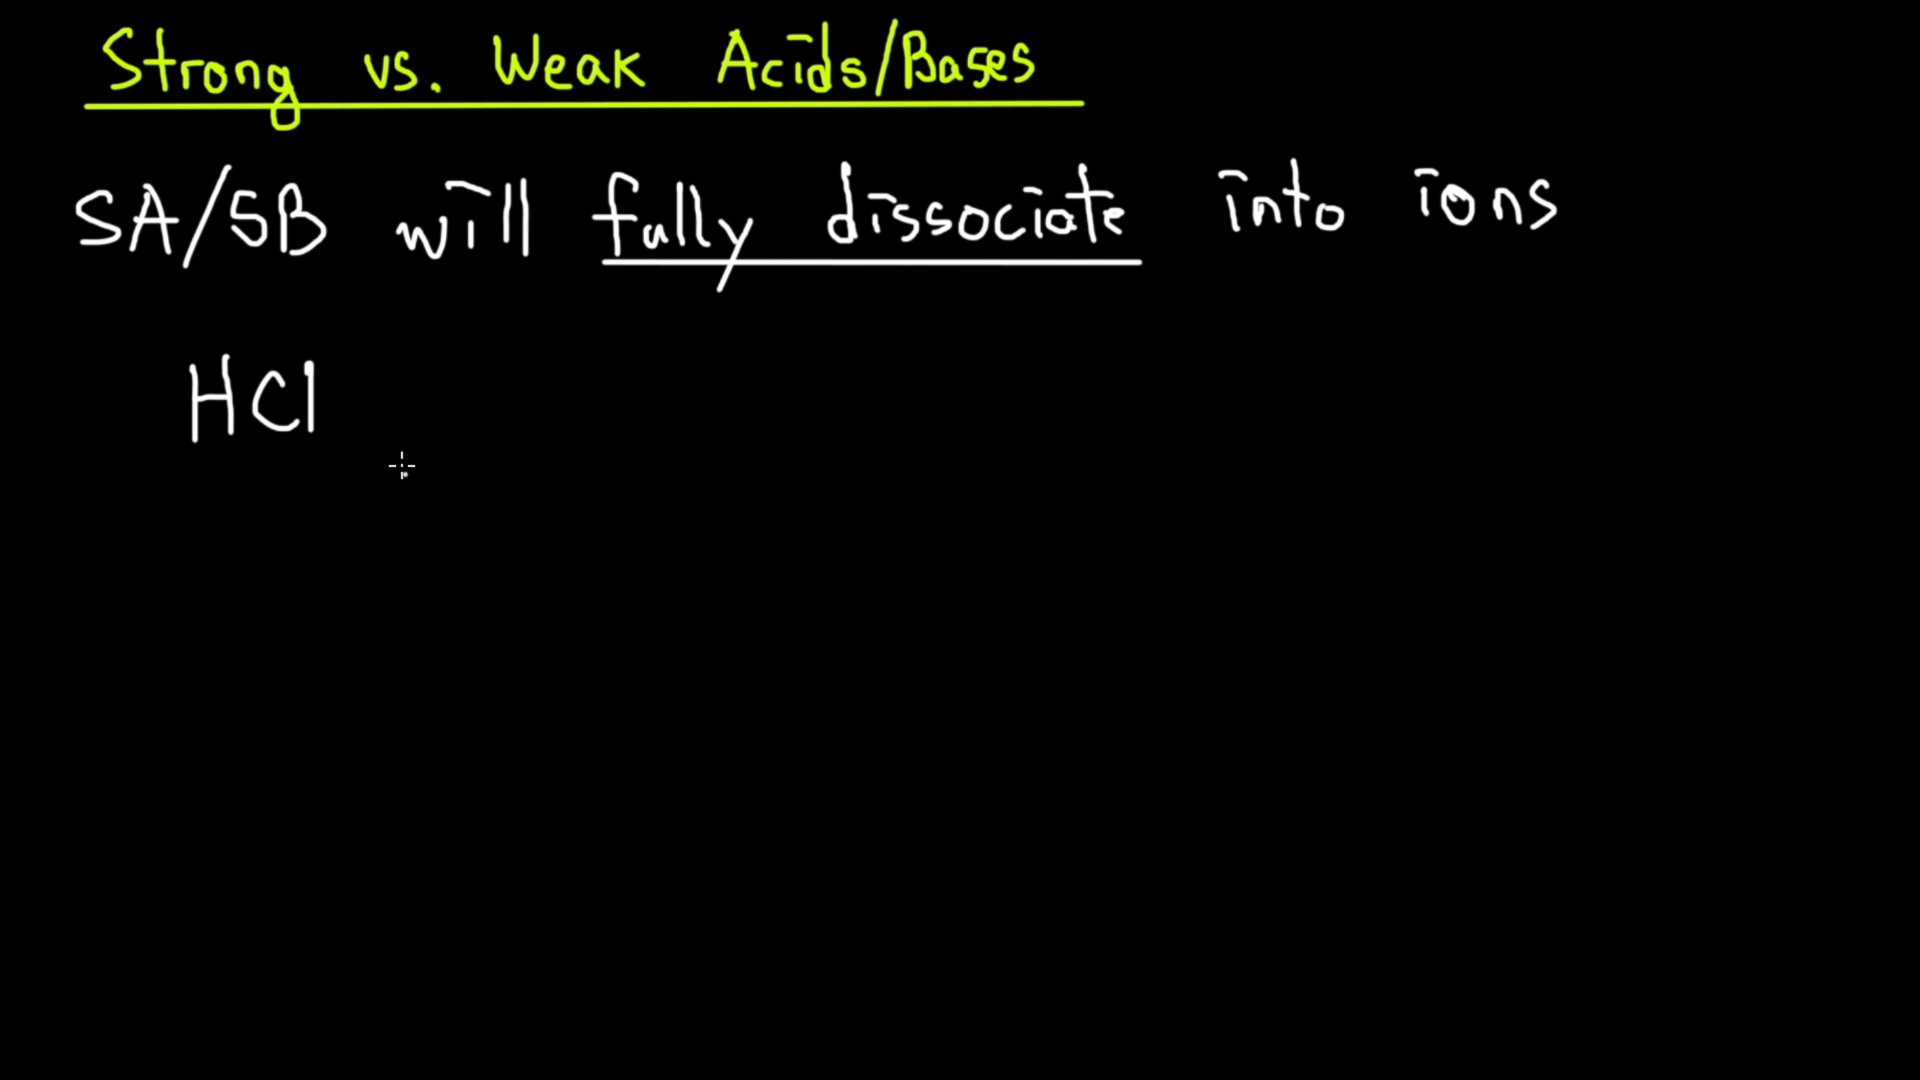 Strong vs. Weak Acids/Bases
SA/SB will fully dissociate into ions
HCl